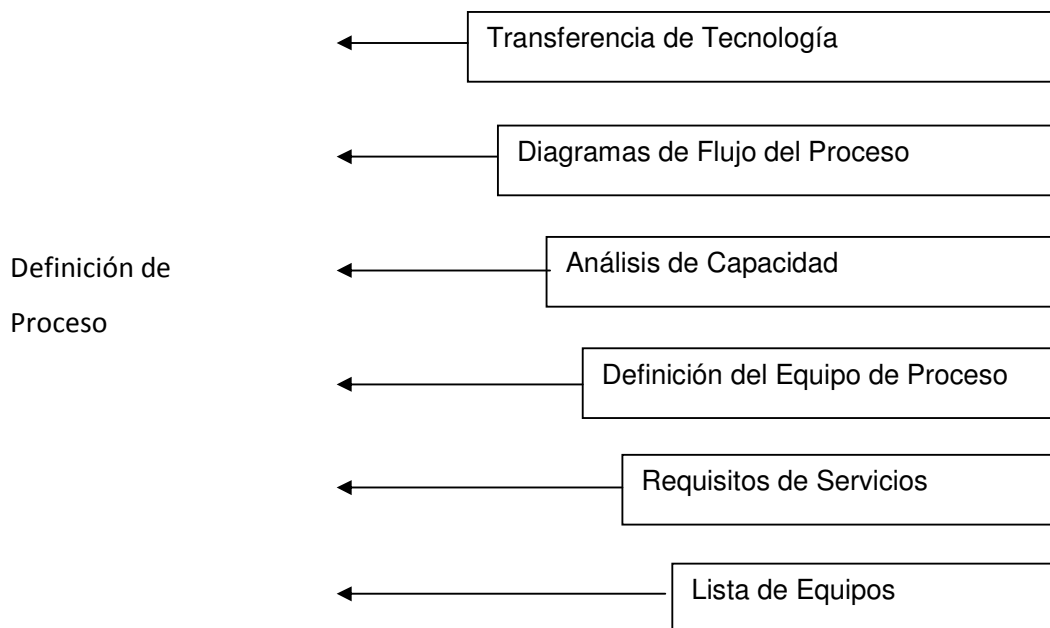 Transferencia de Tecnología
Diagramas de Flujo del Proceso
Definición de
Proceso
Análisis de Capacidad
Definición del Equipo de Proceso
Requisitos de Servicios
Lista de Equipos